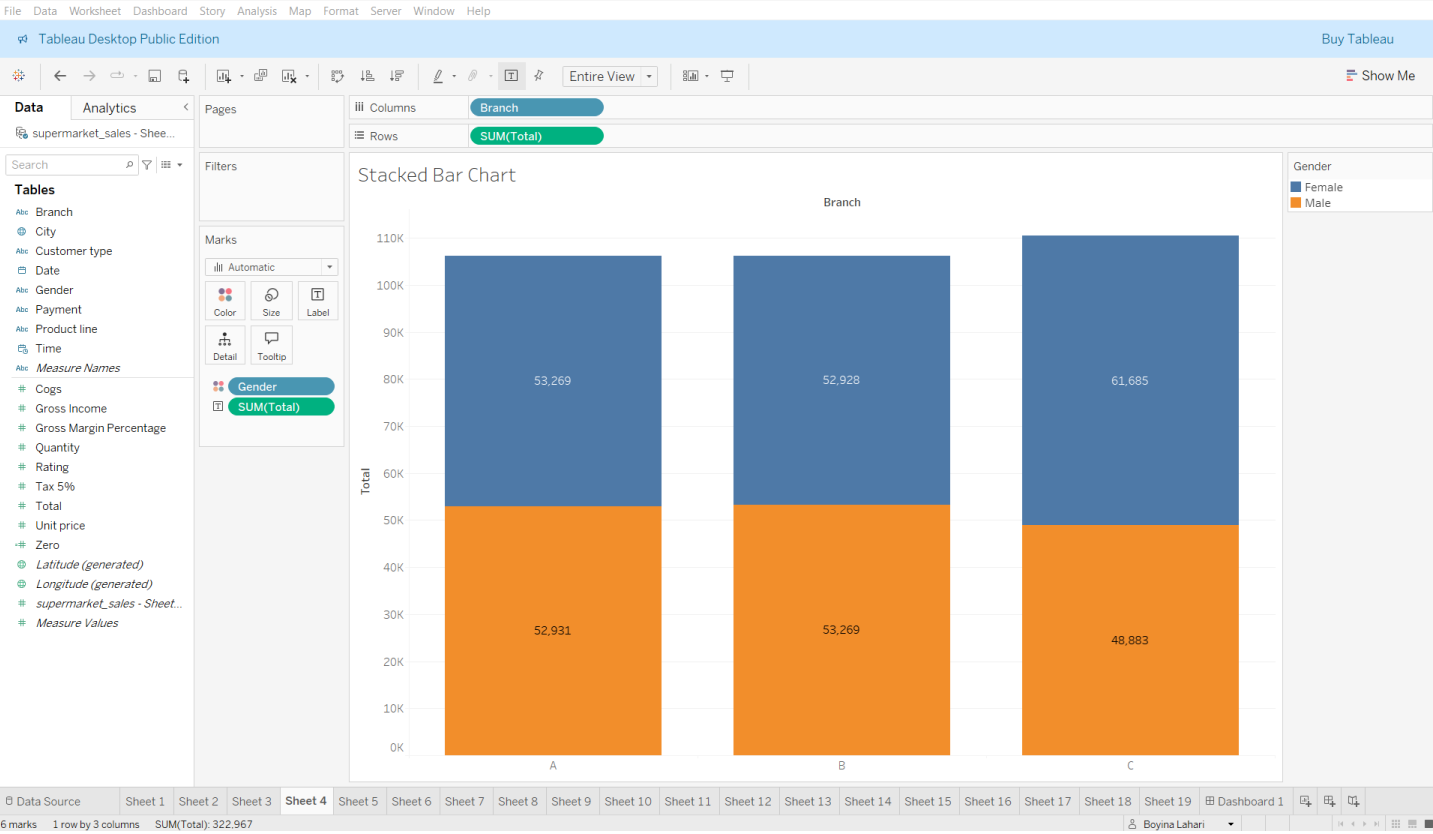 File Data Worksheet Dashboard Story Analysis Map Format Server Window Help
Tableau Desktop Public Edition
Buy Tableau
Entire View
Show Me
Data
Analytics
supermarket_sales - Shee...
Search
Tables
Abc Branch
City
Abc Customer type
Date
Abc Gender
Abc Payment
Abc Product line
Time
Abc Measure Names
# Cogs
# Gross Income
# Gross Margin Percentage
# Quantity
# Rating
# Tax 5%
# Total
# Unit price
=# Zero
Latitude (generated)
Longitude (generated)
# supermarket_sales - Sheet...
# Measure Values
Pages
Filters
Marks
Automatic
Color
Size
Label
Detail
Tooltip
Gender
SUM(Total)
Columns
Branch
Rows
SUM(Total)
Stacked Bar Chart
Branch
Total
110K
100K
90K
80K
70K
60K
50K
40K
30K
20K
10K
0K
53,269
52,928
61,685
52,931
53,269
48,883
A
B
C
Gender
Female
Male
Data Source
Sheet 1
Sheet 2
Sheet 3
Sheet 4
Sheet 5
Sheet 6
Sheet 7
Sheet 8
Sheet 9
Sheet 10
Sheet 11
Sheet 12
Sheet 13
Sheet 14
Sheet 15
Sheet 16
Sheet 17
Sheet 18
Sheet 19
Dashboard 1
6 marks
1 row by 3 columns
SUM(Total): 322,967
Boyina Lahari